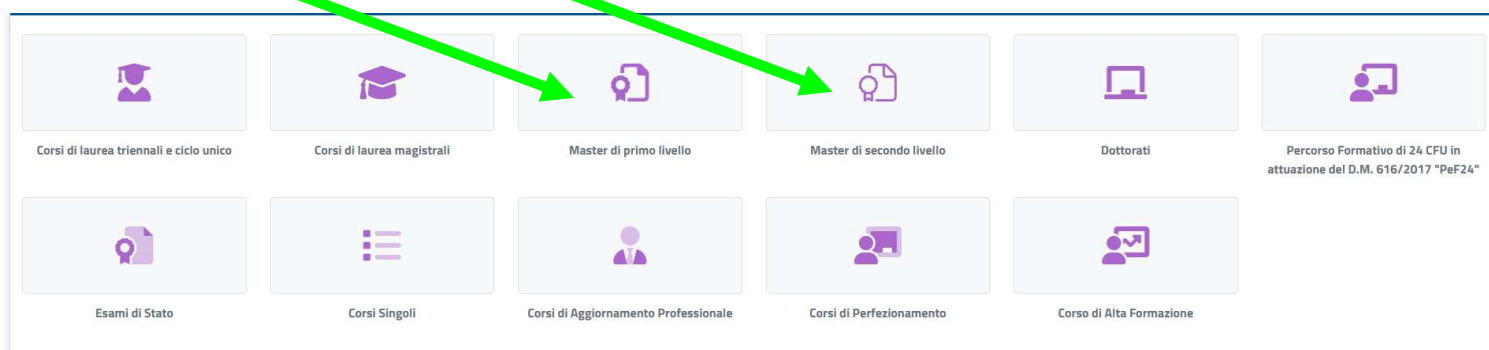 Corsi di laurea triennali e ciclo unico
Corsi di laurea magistrali
Master di primo livello
Master di secondo livello
Dottorati
Percorso Formativo di 24 CFU in
attuazione del D.M. 616/2017 "PeF24"
Esami di Stato
Corsi Singoli
Corsi di Aggiornamento Professionale
Corsi di Perfezionamento
Corso di Alta Formazione